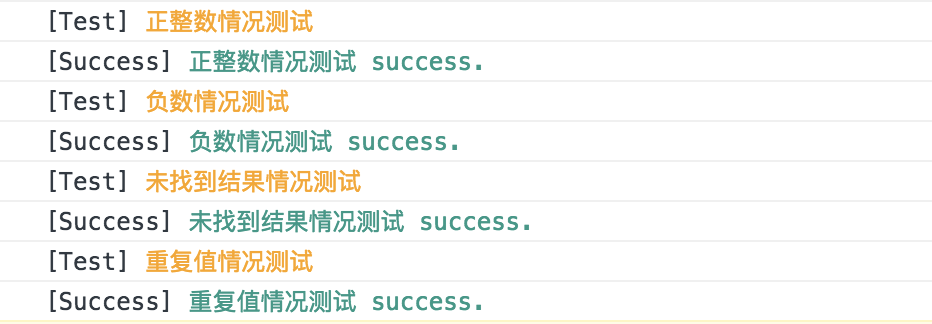 [Test] 正整数情况测试
[Success] 正整数情况测试 success.
[Test] 负数情况测试
[Success] 负数情况测试 success.
[Test] 未找到结果情况测试
[Success] 未找到结果情况测试 success.
[Test] 重复值情况测试
[Success] 重复值情况测试 success.